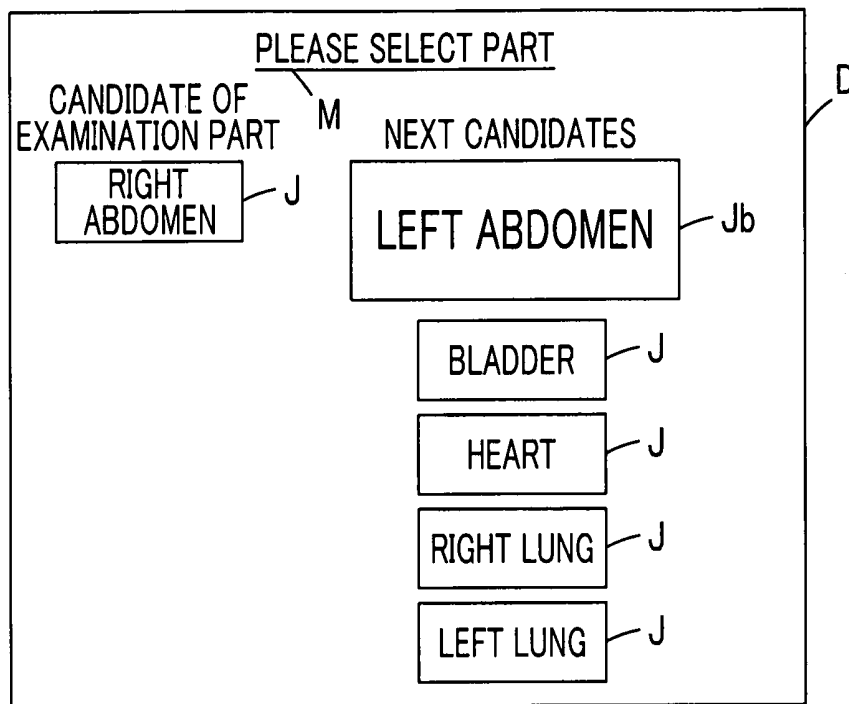 PLEASE SELECT PART
M
D
CANDIDATE OF
EXAMINATION PART
RIGHT
ABDOMEN
J
NEXT CANDIDATES
LEFT ABDOMEN
Jb
BLADDER
J
HEART
J
RIGHT LUNG
J
LEFT LUNG
J